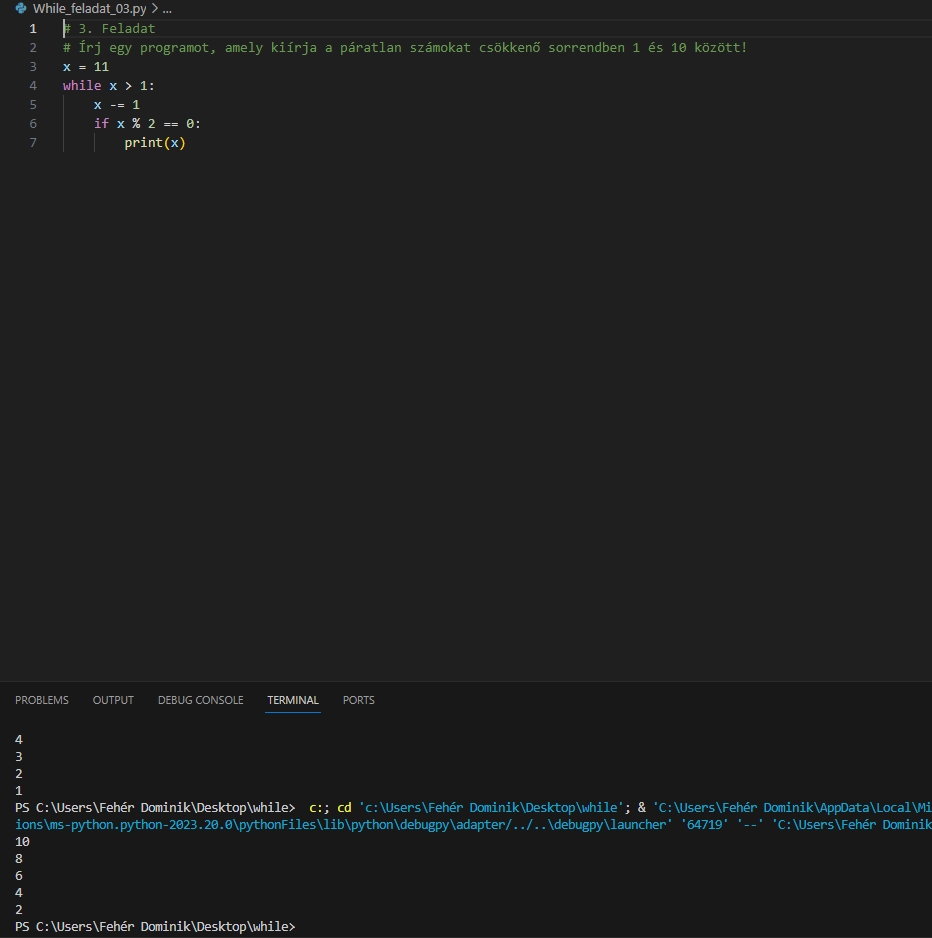 While_feladat_03.py > ...
1 # 3. Feladat
2 # Írj egy programot, amely kiírja a páratlan számokat csökkenő sorrendben 1 és 10 között!
3 x = 11
4 while x > 1:
5 x -= 1
6 if x % 2 == 0:
7 print(x)
PROBLEMS OUTPUT DEBUG CONSOLE TERMINAL PORTS
4
3
2
1
PS C:\Users\Fehér Dominik\Desktop\while> c:; cd 'c:\Users\Fehér Dominik\Desktop\while'; & 'C:\Users\Fehér Dominik\AppData\Local\Mi
ions\ms-python.python-2023.20.0\pythonFiles\lib\python\debugpy\adapter/../..\debugpy\launcher' '64719' '--' 'C:\Users\Fehér Dominik
10
8
6
4
2
PS C:\Users\Fehér Dominik\Desktop\while>